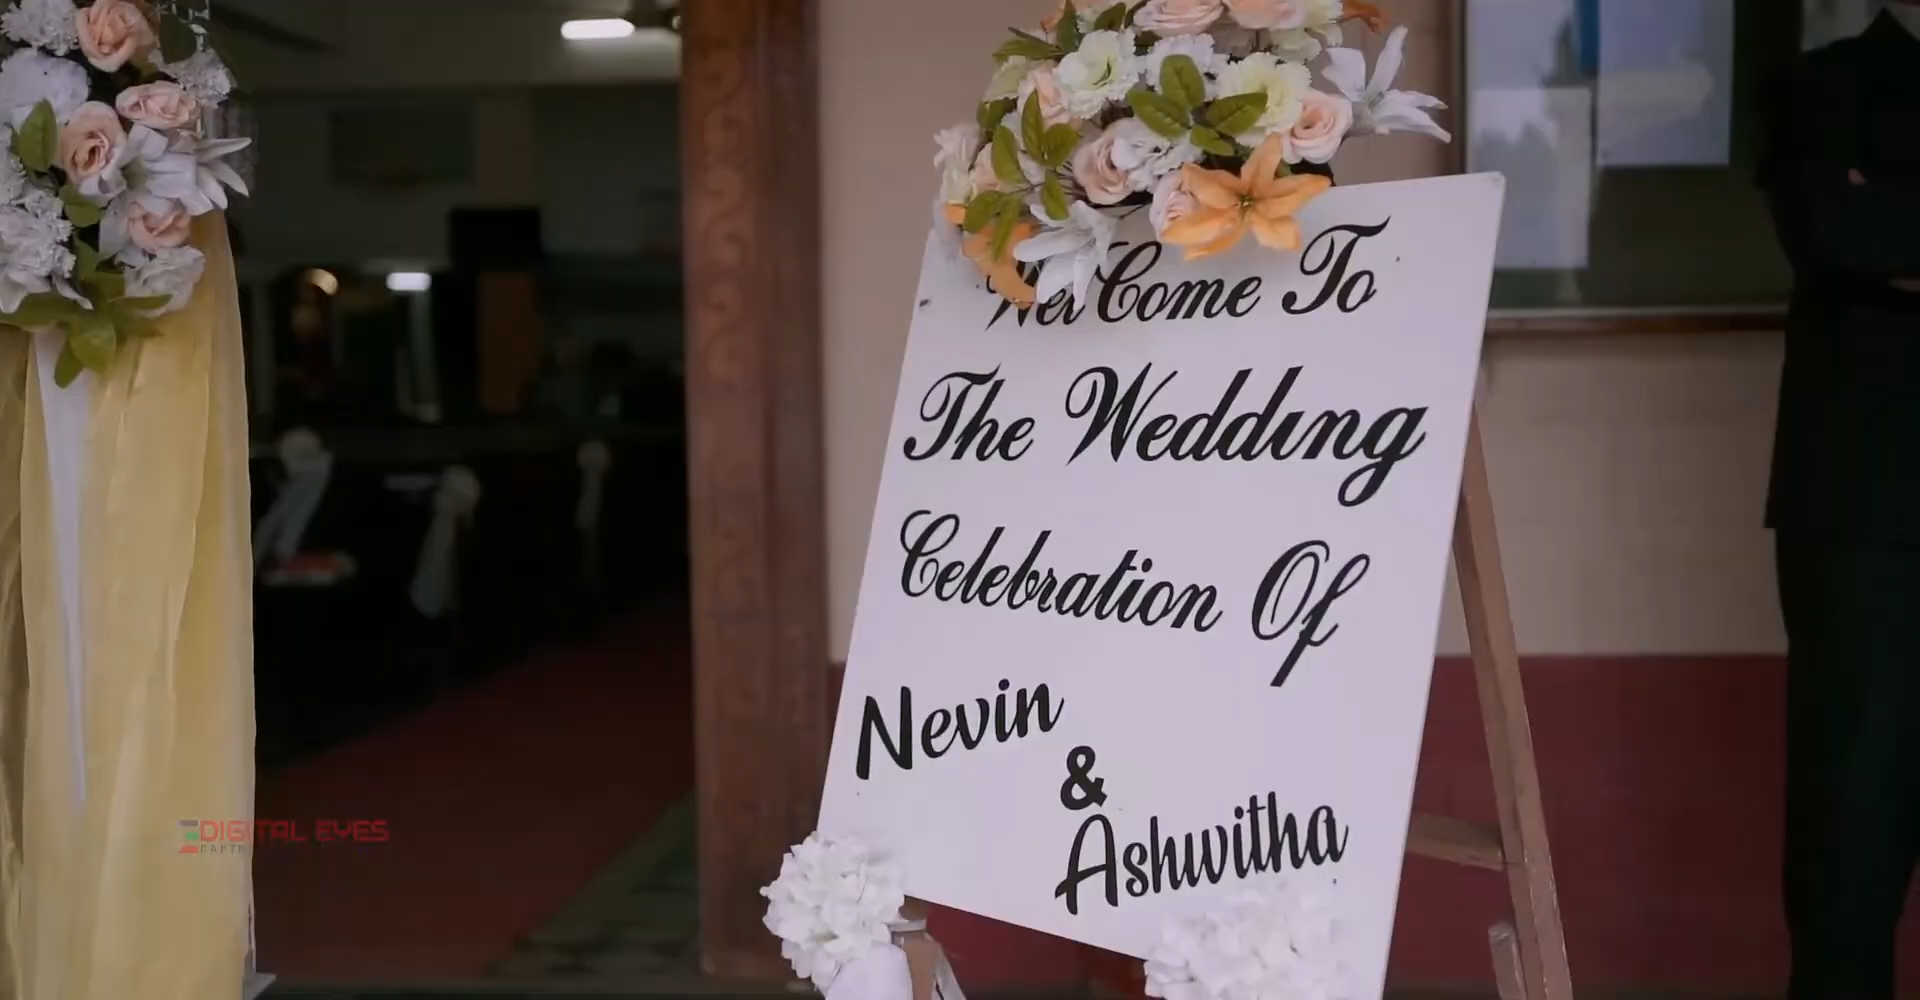 WelCome To
The Wedding
Celebration Of
Nevin
&
Ashwitha
DIGITAL EYES